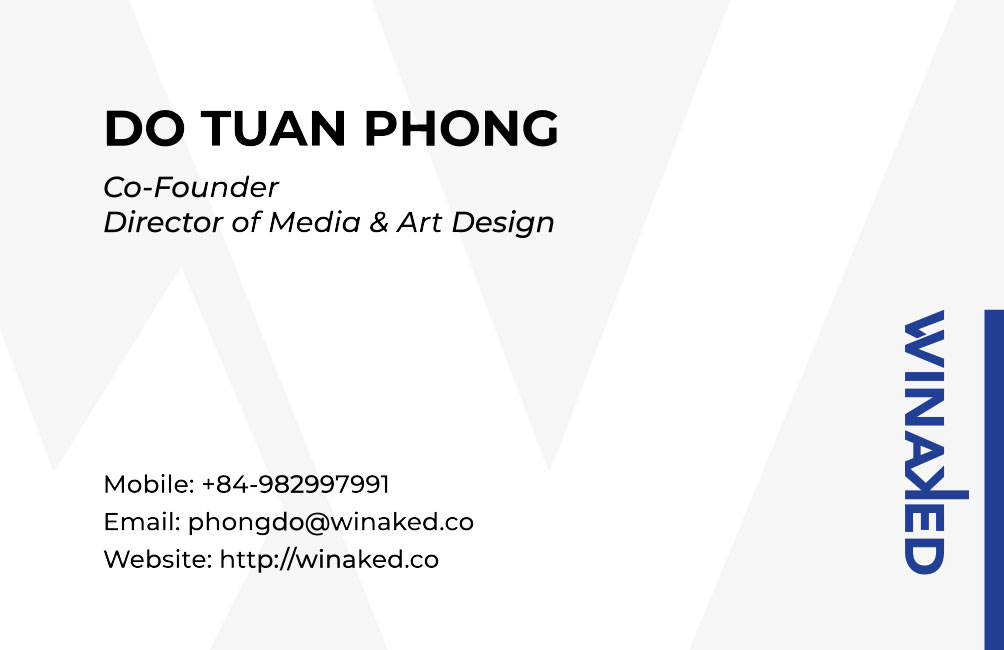 DO TUAN PHONG
Co-Founder
Director of Media & Art Design
Mobile: +84-982997991
Email: phongdo@winaked.co
Website: http://winaked.co
WINAKED